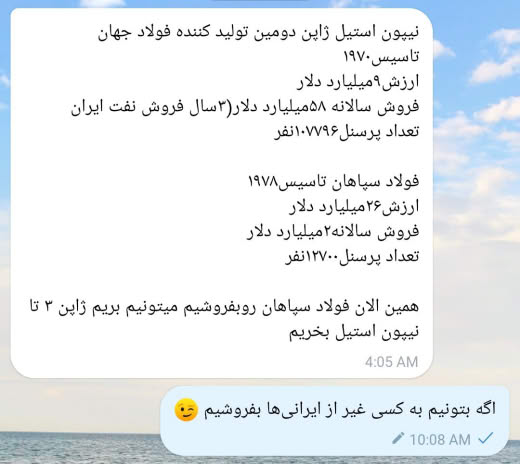 نیپون استیل ژاپن دومین تولید کننده فولاد جهان
تاسیس۱۹۷۰
ارزش۹میلیارد دلار
فروش سالانه ۵۸میلیارد دلار(۳سال فروش نفت ایران
تعداد پرسنل۱۰۷۷۹۶نفر

فولاد سپاهان تاسیس۱۹۷۸
ارزش۲۶میلیارد دلار
فروش سالانه۲میلیارد دلار
تعداد پرسنل۱۲۷۰۰نفر

همین الان فولاد سپاهان روبفروشیم میتونیم بریم ژاپن ۳ تا
نیپون استیل بخریم
4:05 AM
اگه بتونیم به کسی غیر از ایرانی‌ها بفروشیم 😉
10:08 AM